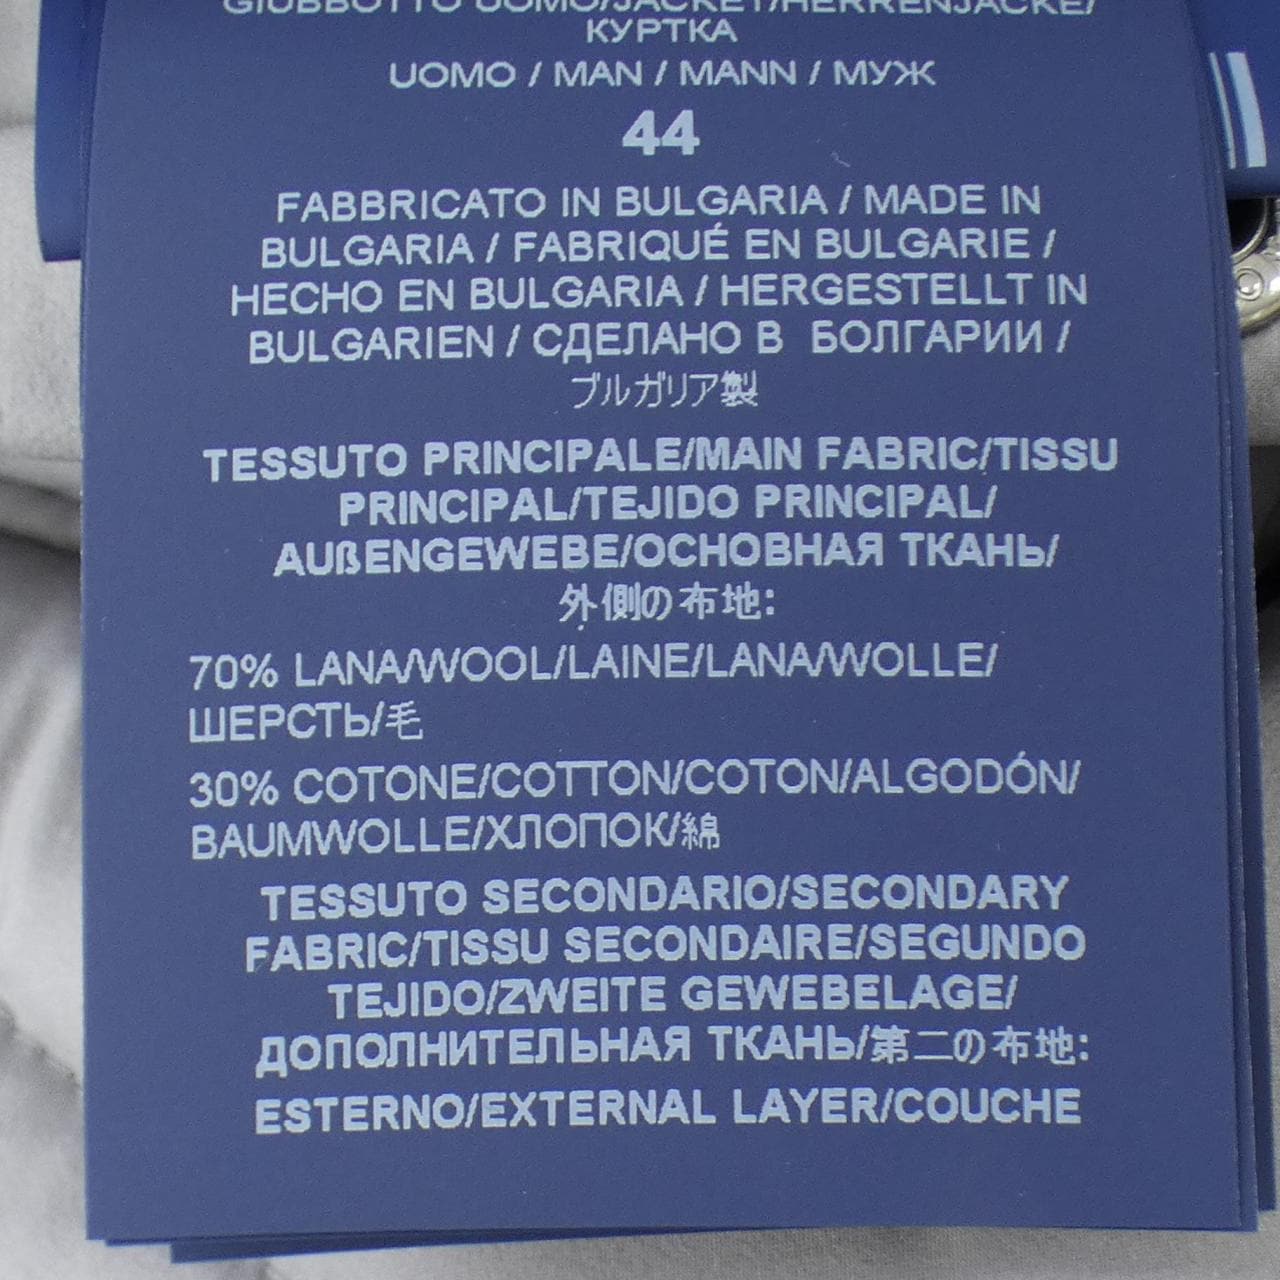 GIUBBOTTO UOMO/JACKET/HERRENJACKE/
КУРТКА
UOMO / MAN / MANN / МУЖ
44
FABBRICATO IN BULGARIA / MADE IN
BULGARIA / FABRIQUÉ EN BULGARIE /
HECHO EN BULGARIA / HERGESTELLT IN
BULGARIEN / СДЕЛАНО В БОЛГАРИИ /
ブルガリア製
TESSUTO PRINCIPALE/MAIN FABRIC/TISSU
PRINCIPAL/TEJIDO PRINCIPAL/
AUßENGEWEBE/ОСНОВНАЯ ТКАНЬ/
外側の布地:
70% LANA/WOOL/LAINE/LANA/WOLLE/
ШЕРСТЬ/毛
30% COTONE/COTTON/COTON/ALGODÓN/
BAUMWOLLE/ХЛОПОК/綿
TESSUTO SECONDARIO/SECONDARY
FABRIC/TISSU SECONDAIRE/SEGUNDO
TEJIDO/ZWEITE GEWEBELAGE/
ДОПОЛНИТЕЛЬНАЯ ТКАНЬ/第二の布地:
ESTERNO/EXTERNAL LAYER/COUCHE